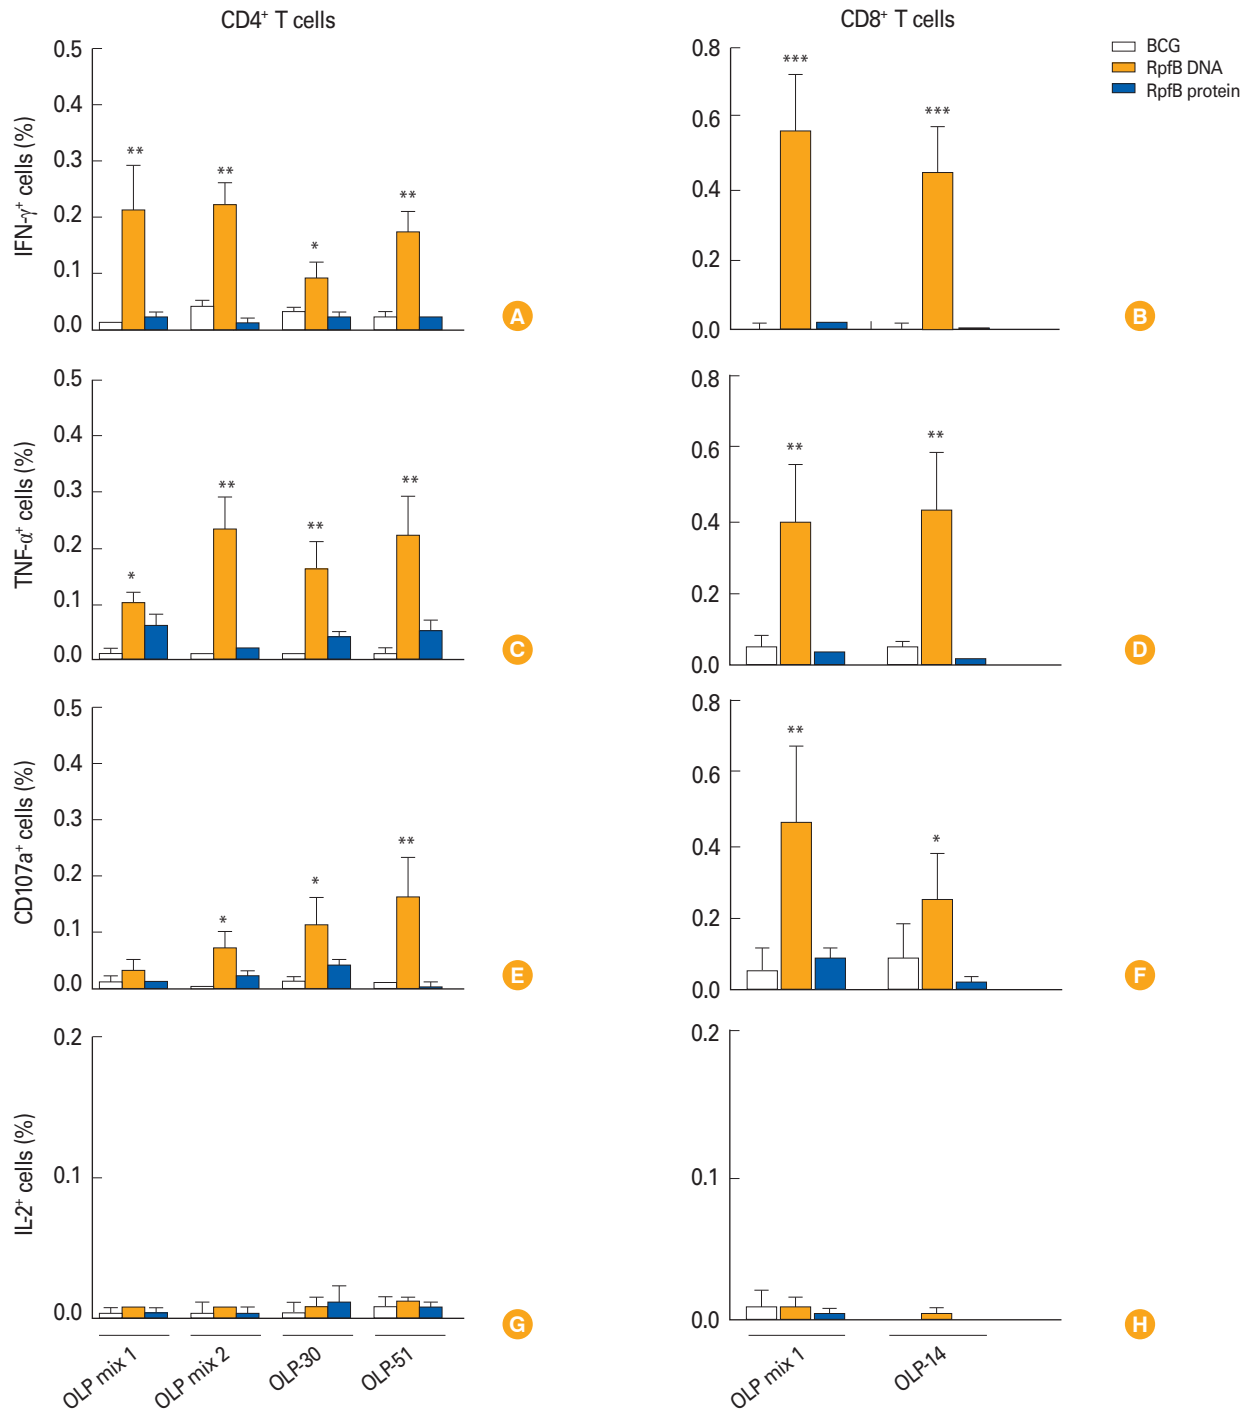 CD4⁺ T cells
CD8⁺ T cells
BCG
RpfB DNA
RpfB protein
IFN-γ⁺ cells (%)
0.5
0.4
0.3
0.2
0.1
0.0
**
**
*
**
A
0.8
0.6
0.4
0.2
0.0
***
***
B
TNF-α⁺ cells (%)
0.5
0.4
0.3
0.2
0.1
0.0
*
**
**
**
C
0.8
0.6
0.4
0.2
0.0
**
**
D
CD107a⁺ cells (%)
0.5
0.4
0.3
0.2
0.1
0.0
*
*
**
E
0.8
0.6
0.4
0.2
0.0
**
*
F
IL-2⁺ cells (%)
0.2
0.1
0.0
G
0.2
0.1
0.0
H
OLP mix 1
OLP mix 2
OLP-30
OLP-51
OLP mix 1
OLP-14